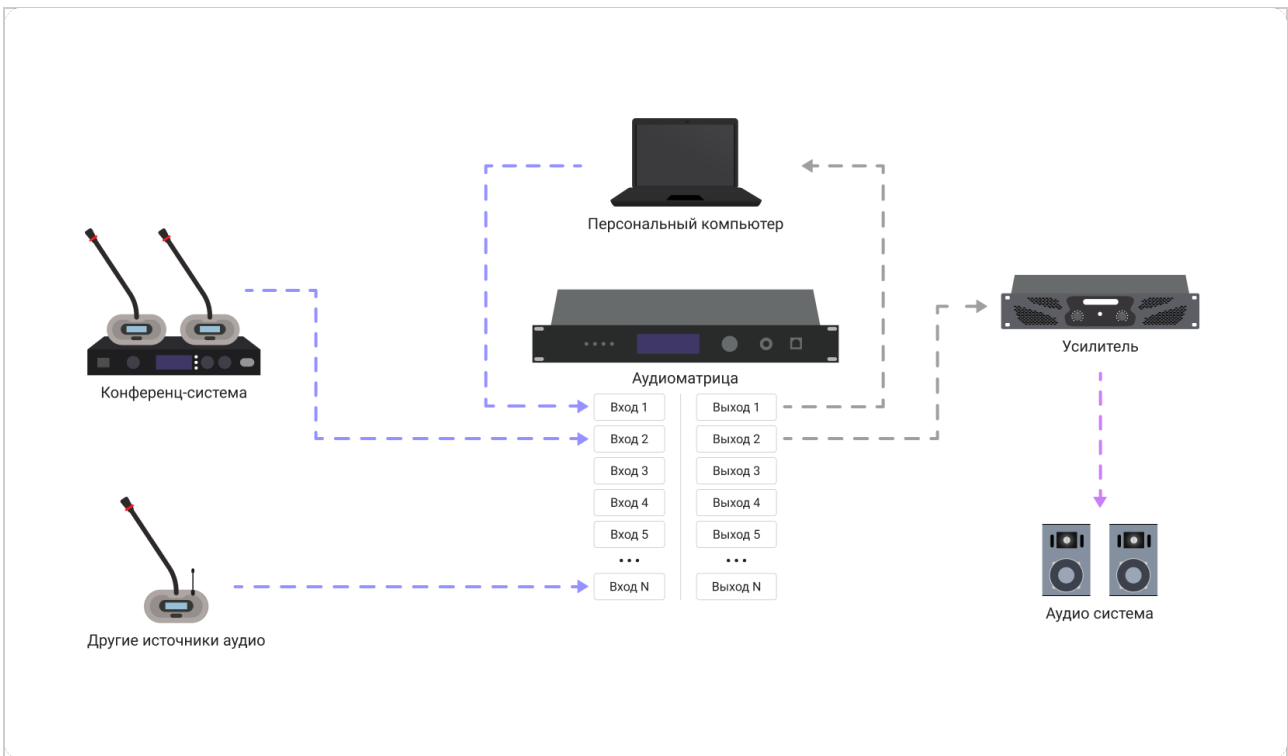 Персональный компьютер
Конференц-система
Аудиоматрица
Усилитель
Вход 1
Выход 1
Вход 2
Выход 2
Вход 3
Выход 3
Вход 4
Выход 4
Вход 5
Выход 5
•••
•••
Вход N
Выход N
Другие источники аудио
Аудио система